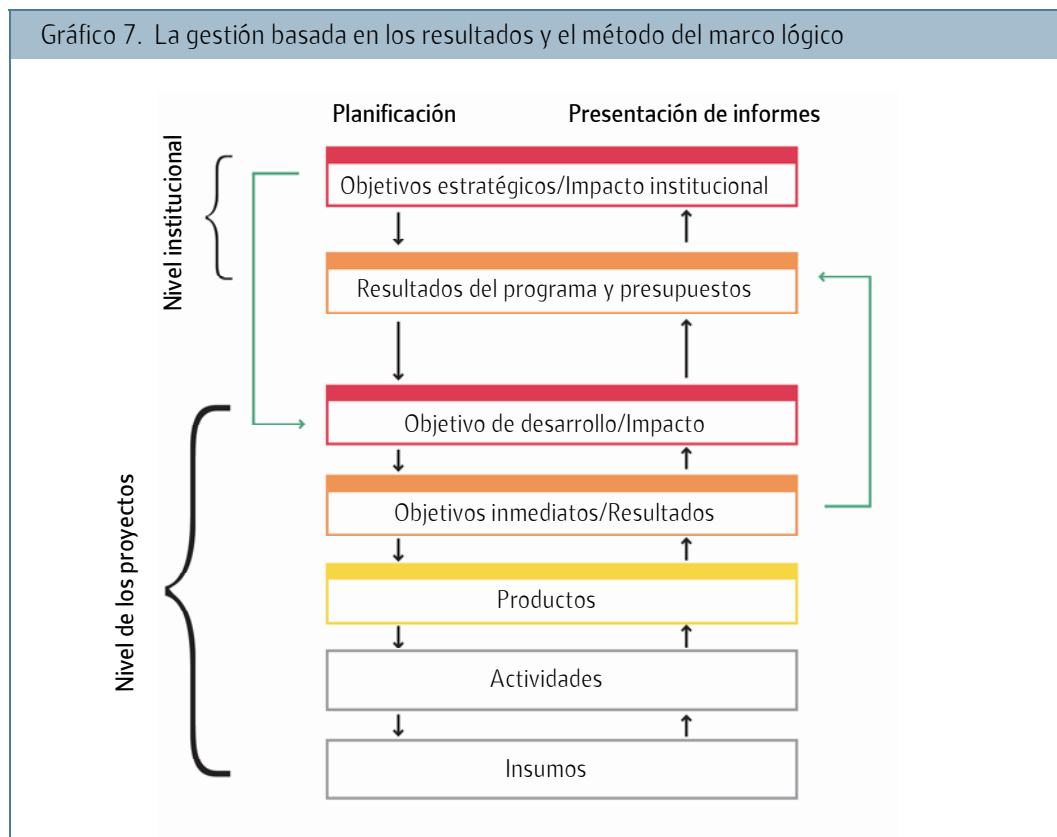 Gráfico 7. La gestión basada en los resultados y el método del marco lógico
Planificación
Presentación de informes
Nivel institucional
Objetivos estratégicos/Impacto institucional
Resultados del programa y presupuestos
Nivel de los proyectos
Objetivo de desarrollo/Impacto
Objetivos inmediatos/Resultados
Productos
Actividades
Insumos